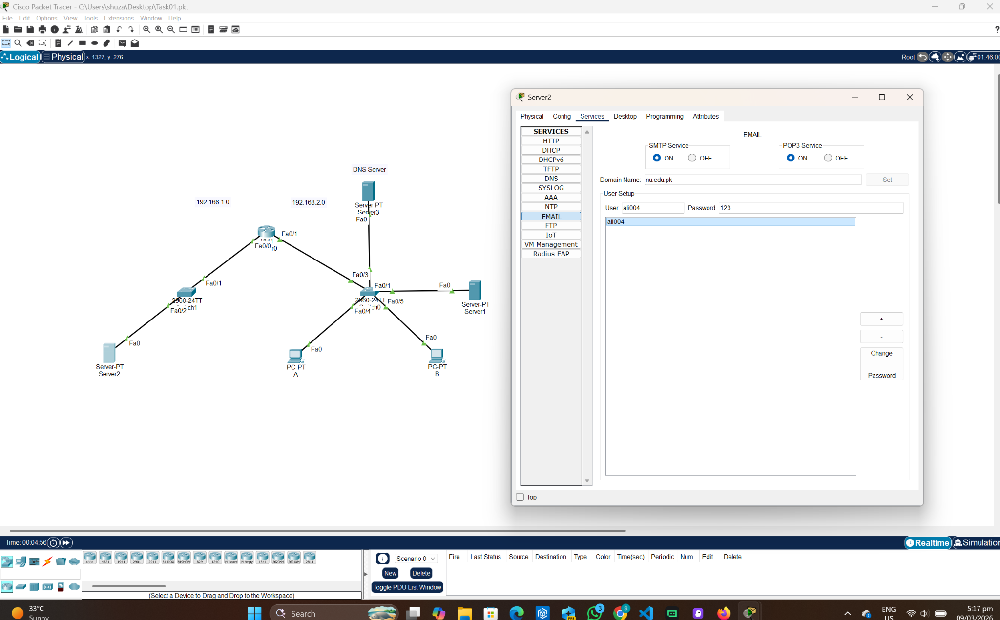 Cisco Packet Tracer - C:\Users\shuza\Desktop\Task01.pkt
File Edit Options View Tools Extensions Window Help
?
Logical Physical x: 1327, y: 276 Root 01:46:00
Server2
Physical Config Services Desktop Programming Attributes
SERVICES
HTTP
DHCP
DHCPv6
TFTP
DNS
SYSLOG
AAA
NTP
EMAIL
FTP
IoT
VM Management
Radius EAP
EMAIL
SMTP Service POP3 Service
ON OFF ON OFF
Domain Name: nu.edu.pk Set
User Setup
User ali004 Password 123
ali004
+
-
Change
Password
Top
DNS Server
192.168.1.0 192.168.2.0
Server-PT
Server3
Fa0
Fa0/1
1841
Fa0/0 r0
Fa0/3
Fa0/1
Fa0/1 Fa0
2960-24TT
ch1
Fa0/2
2960-24TT Fa0/5
ch0
Fa0/4
Server-PT
Server1
Fa0
Fa0
Fa0
Server-PT
Server2
PC-PT
A
PC-PT
B
Time: 00:04:56 Realtime Simulation
4331 4321 1941 2901 2911 819IOX 819HGW 829 1240 PT-Router PT-Empty 1841 2620XM 2621XM 2811
(Select a Device to Drag and Drop to the Workspace)
Scenario 0
New Delete
Toggle PDU List Window
Fire Last Status Source Destination Type Color Time(sec) Periodic Num Edit Delete
33°C
Sunny
Search
PRE
3
S
ENG
US
5:17 pm
09/03/2026